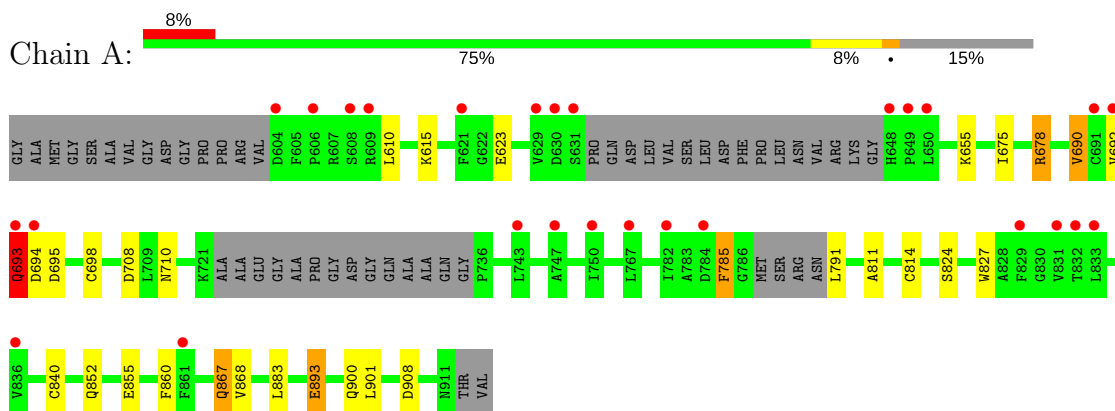 8%
Chain A:
75% 8% • 15%
GLY ALA MET GLY SER ALA VAL GLY ASP GLY PRO PRO ARG VAL D604 F605 P606 R607 S608 R609 L610 K615 F621 G622 E623 V629 D630 S631 PRO GLN ASP LEU VAL SER LEU ASP PHE PRO LEU ASN VAL ARG LYS GLY H648 P649 L650 K655 I675 R678 V690 C691 V692
Q693 D694 D695 C698 D708 L709 N710 K721 ALA ALA GLU GLY ALA PRO GLY ASP GLY GLN ALA ALA GLN GLY P736 L743 A747 I750 L767 I782 A783 D784 F785 G786 MET SER ARG ASN L791 A811 C814 S824 W827 A828 F829 G830 V831 T832 L833
V836 C840 Q852 E855 F860 F861 Q867 V868 L883 E893 Q900 L901 D908 N911 THR VAL